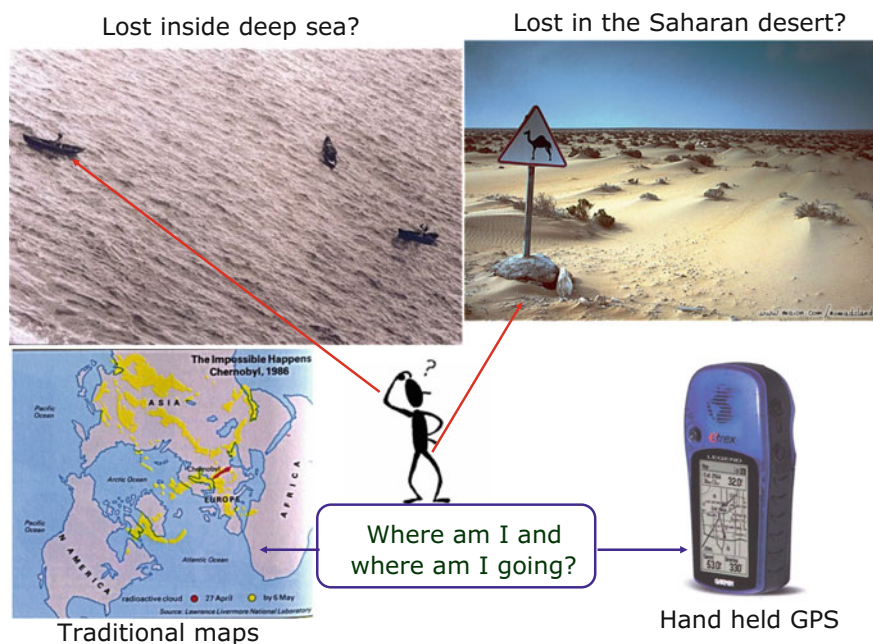 Lost inside deep sea?
Lost in the Saharan desert?
The Impossible Happens
Chernobyl, 1986
Pacific
Ocean
ASIA
Arctic Ocean
Chernobyl
EUROPE
AFRICA
Pacific
Ocean
N AMERICA
Atlantic Ocean
radioactive cloud 27 April by 6 May
Source: Lawrence Livermore National Laboratory
Traditional maps
?
Where am I and
where am I going?
etrex
LEGEND
GARMIN
Hand held GPS